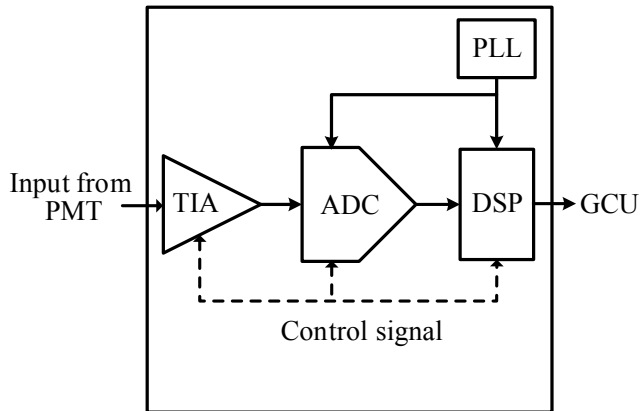 PLL
Input from
PMT
TIA
ADC
DSP
GCU
Control signal